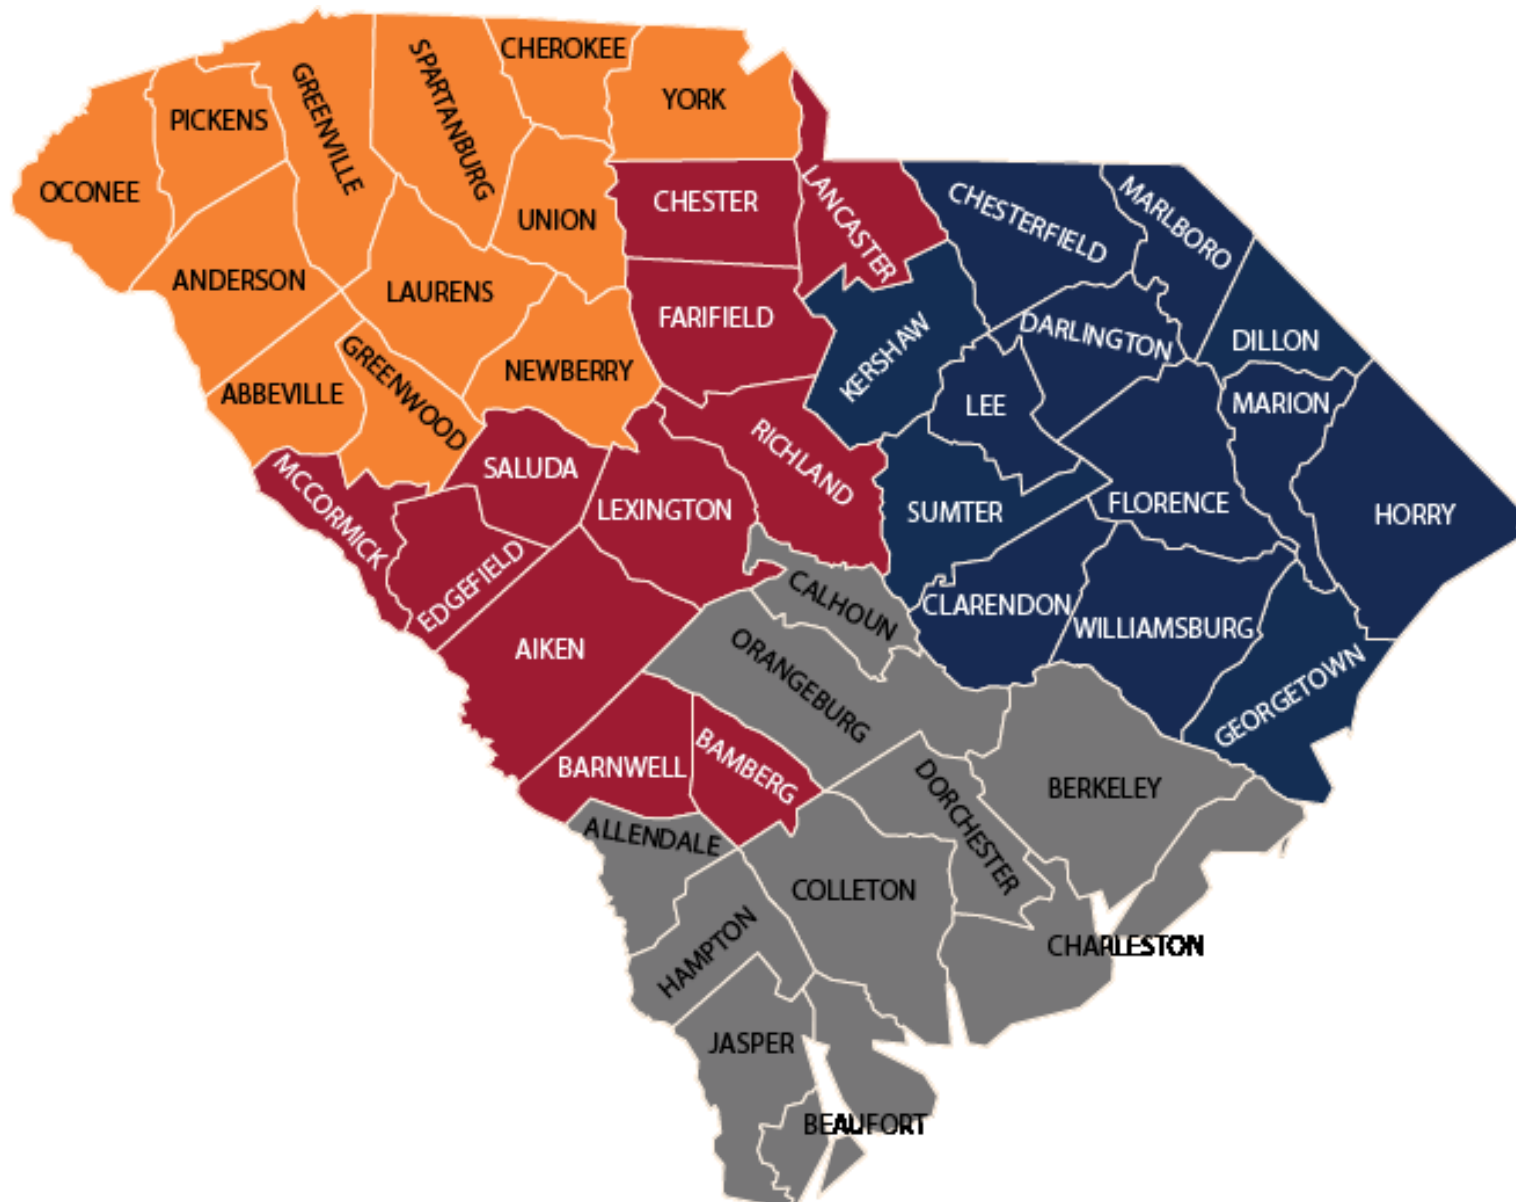 CHEROKEE
SPARTANBURG
GREENVILLE
YORK
PICKENS
OCONEE
UNION
CHESTER
LANCASTER
CHESTERFIELD
MARLBORO
ANDERSON
LAURENS
FARIFIELD
KERSHAW
DARLINGTON
DILLON
NEWBERRY
ABBEVILLE
GREENWOOD
LEE
MARION
SALUDA
RICHLAND
MCCORMICK
LEXINGTON
SUMTER
FLORENCE
HORRY
EDGEFIELD
CALHOUN
CLARENDON
WILLIAMSBURG
AIKEN
ORANGEBURG
GEORGETOWN
BARNWELL
BAMBERG
BERKELEY
DORCHESTER
ALLENDALE
COLLETON
HAMPTON
CHARLESTON
JASPER
BEAUFORT